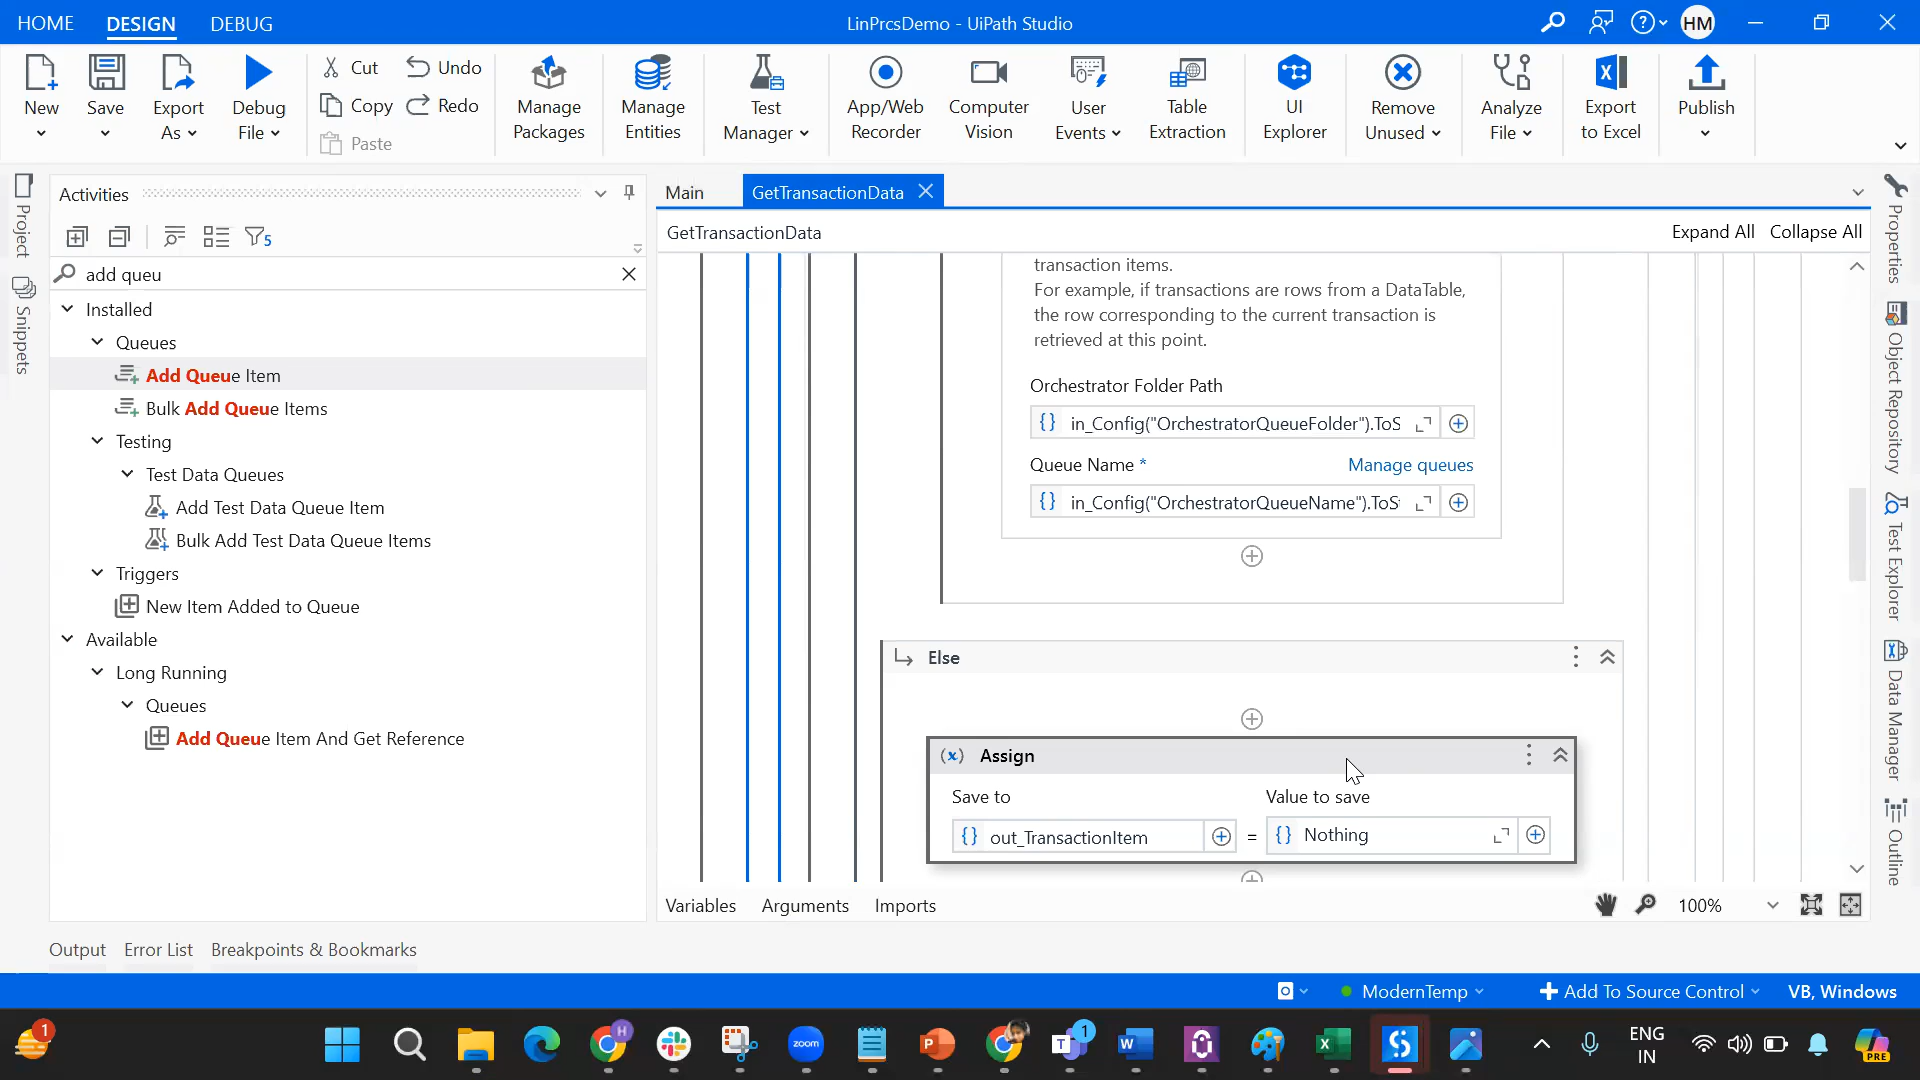 HOME
DESIGN
DEBUG
LinPrcsDemo - UiPath Studio
HM
New
Save
Export
As
Debug
File
Cut
Copy
Paste
Undo
Redo
Manage
Packages
Manage
Entities
Test
Manager
App/Web
Recorder
Computer
Vision
User
Events
Table
Extraction
UI
Explorer
Remove
Unused
Analyze
File
Export
to Excel
Publish
Project
Snippets
Activities
5
add queu
Installed
Queues
Add Queue Item
Bulk Add Queue Items
Testing
Test Data Queues
Add Test Data Queue Item
Bulk Add Test Data Queue Items
Triggers
New Item Added to Queue
Available
Long Running
Queues
Add Queue Item And Get Reference
Main
GetTransactionData
GetTransactionData
Expand All
Collapse All
transaction items.
For example, if transactions are rows from a DataTable,
the row corresponding to the current transaction is
retrieved at this point.
Orchestrator Folder Path
{} in_Config("OrchestratorQueueFolder").ToS
Queue Name *
Manage queues
{} in_Config("OrchestratorQueueName").ToS
Else
(x) Assign
Save to
Value to save
{} out_TransactionItem
=
{} Nothing
Variables
Arguments
Imports
100%
Properties
Object Repository
Test Explorer
Data Manager
Outline
Output
Error List
Breakpoints & Bookmarks
ModernTemp
Add To Source Control
VB, Windows
1
H
zoom
P
T
1
W
X
ENG
IN
PRE